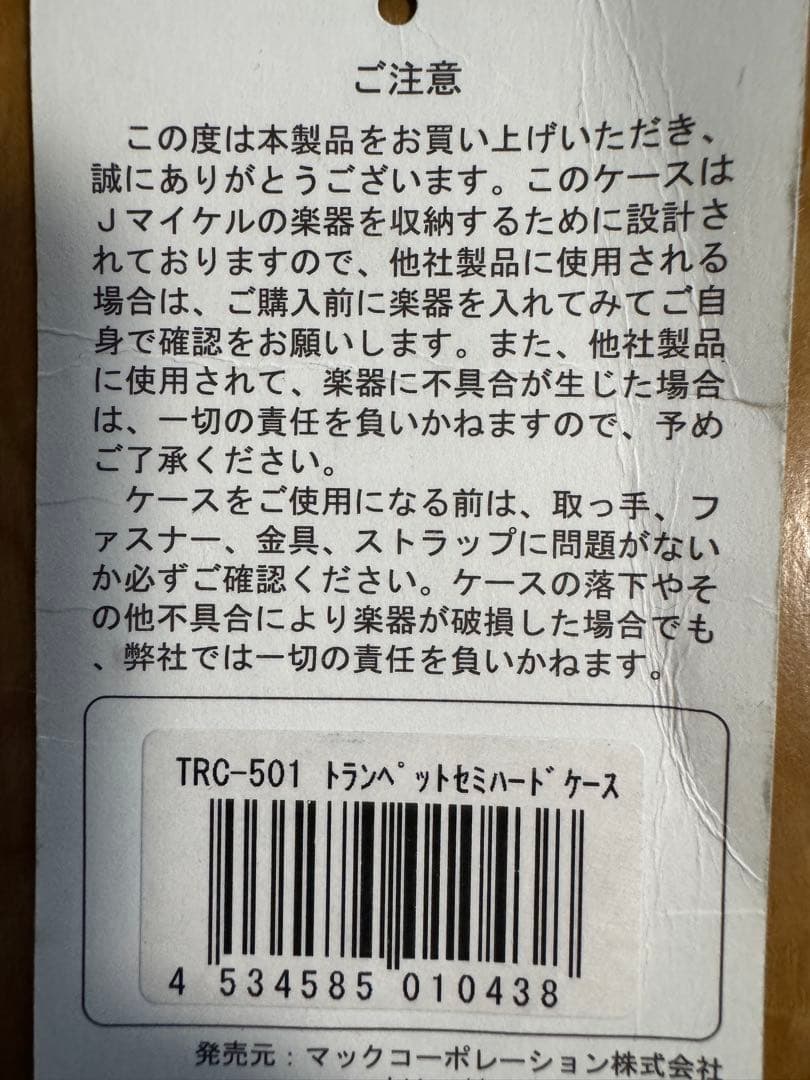 ご注意
この度は本製品をお買い上げいただき、
誠にありがとうございます。このケースは
Ｊマイケルの楽器を収納するために設計さ
れておりますので、他社製品に使用される
場合は、ご購入前に楽器を入れてみてご自
身で確認をお願いします。また、他社製品
に使用されて、楽器に不具合が生じた場合
は、一切の責任を負いかねますので、予め
ご了承ください。
ケースをご使用になる前は、取っ手、フ
ァスナー、金具、ストラップに問題がない
か必ずご確認ください。ケースの落下やそ
の他不具合により楽器が破損した場合でも
、弊社では一切の責任を負いかねます。
TRC-501 ﾄﾗﾝﾍﾟｯﾄｾﾐﾊｰﾄﾞｹｰｽ
4 534585 010438
発売元：マックコーポレーション株式会社